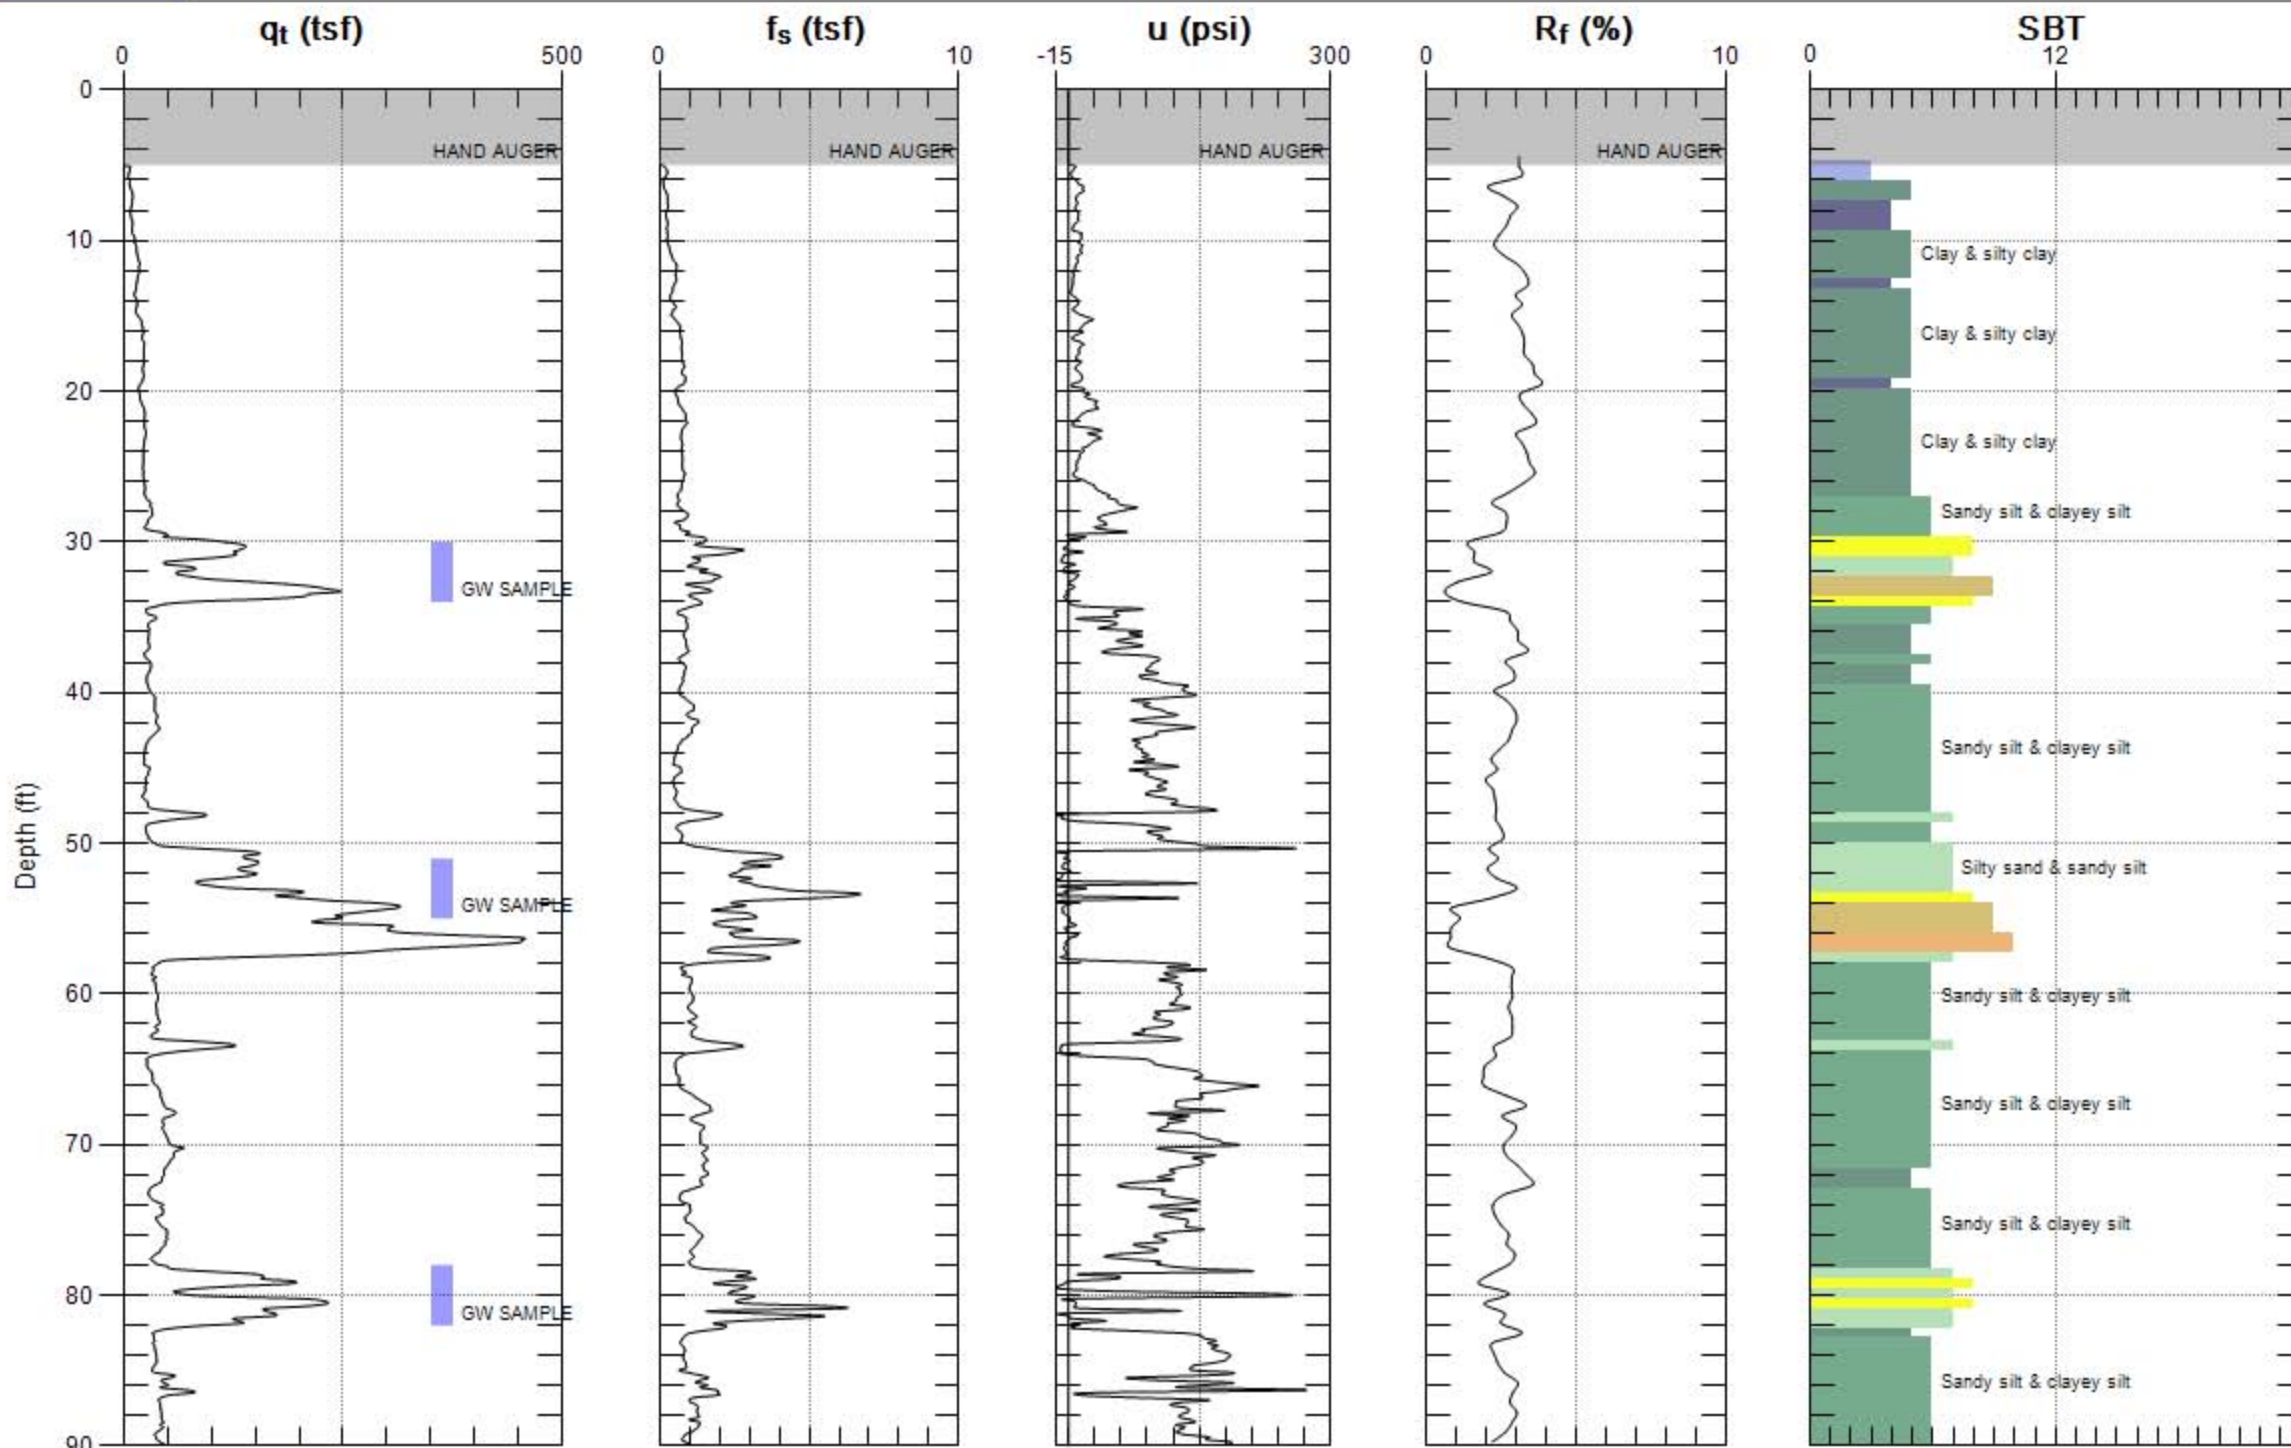 qt (tsf) fs (tsf) u (psi) Rf (%) SBT
0 500 0 10 -15 300 0 10 0 12
0
HAND AUGER HAND AUGER HAND AUGER HAND AUGER
10
Clay & silty clay
Clay & silty clay
20
Clay & silty clay
Sandy silt & clayey silt
30
GW SAMPLE
40
Sandy silt & clayey silt
Depth (ft)
50
Silty sand & sandy silt
GW SAMPLE
60
Sandy silt & clayey silt
Sandy silt & clayey silt
70
Sandy silt & clayey silt
80
GW SAMPLE
Sandy silt & clayey silt
90